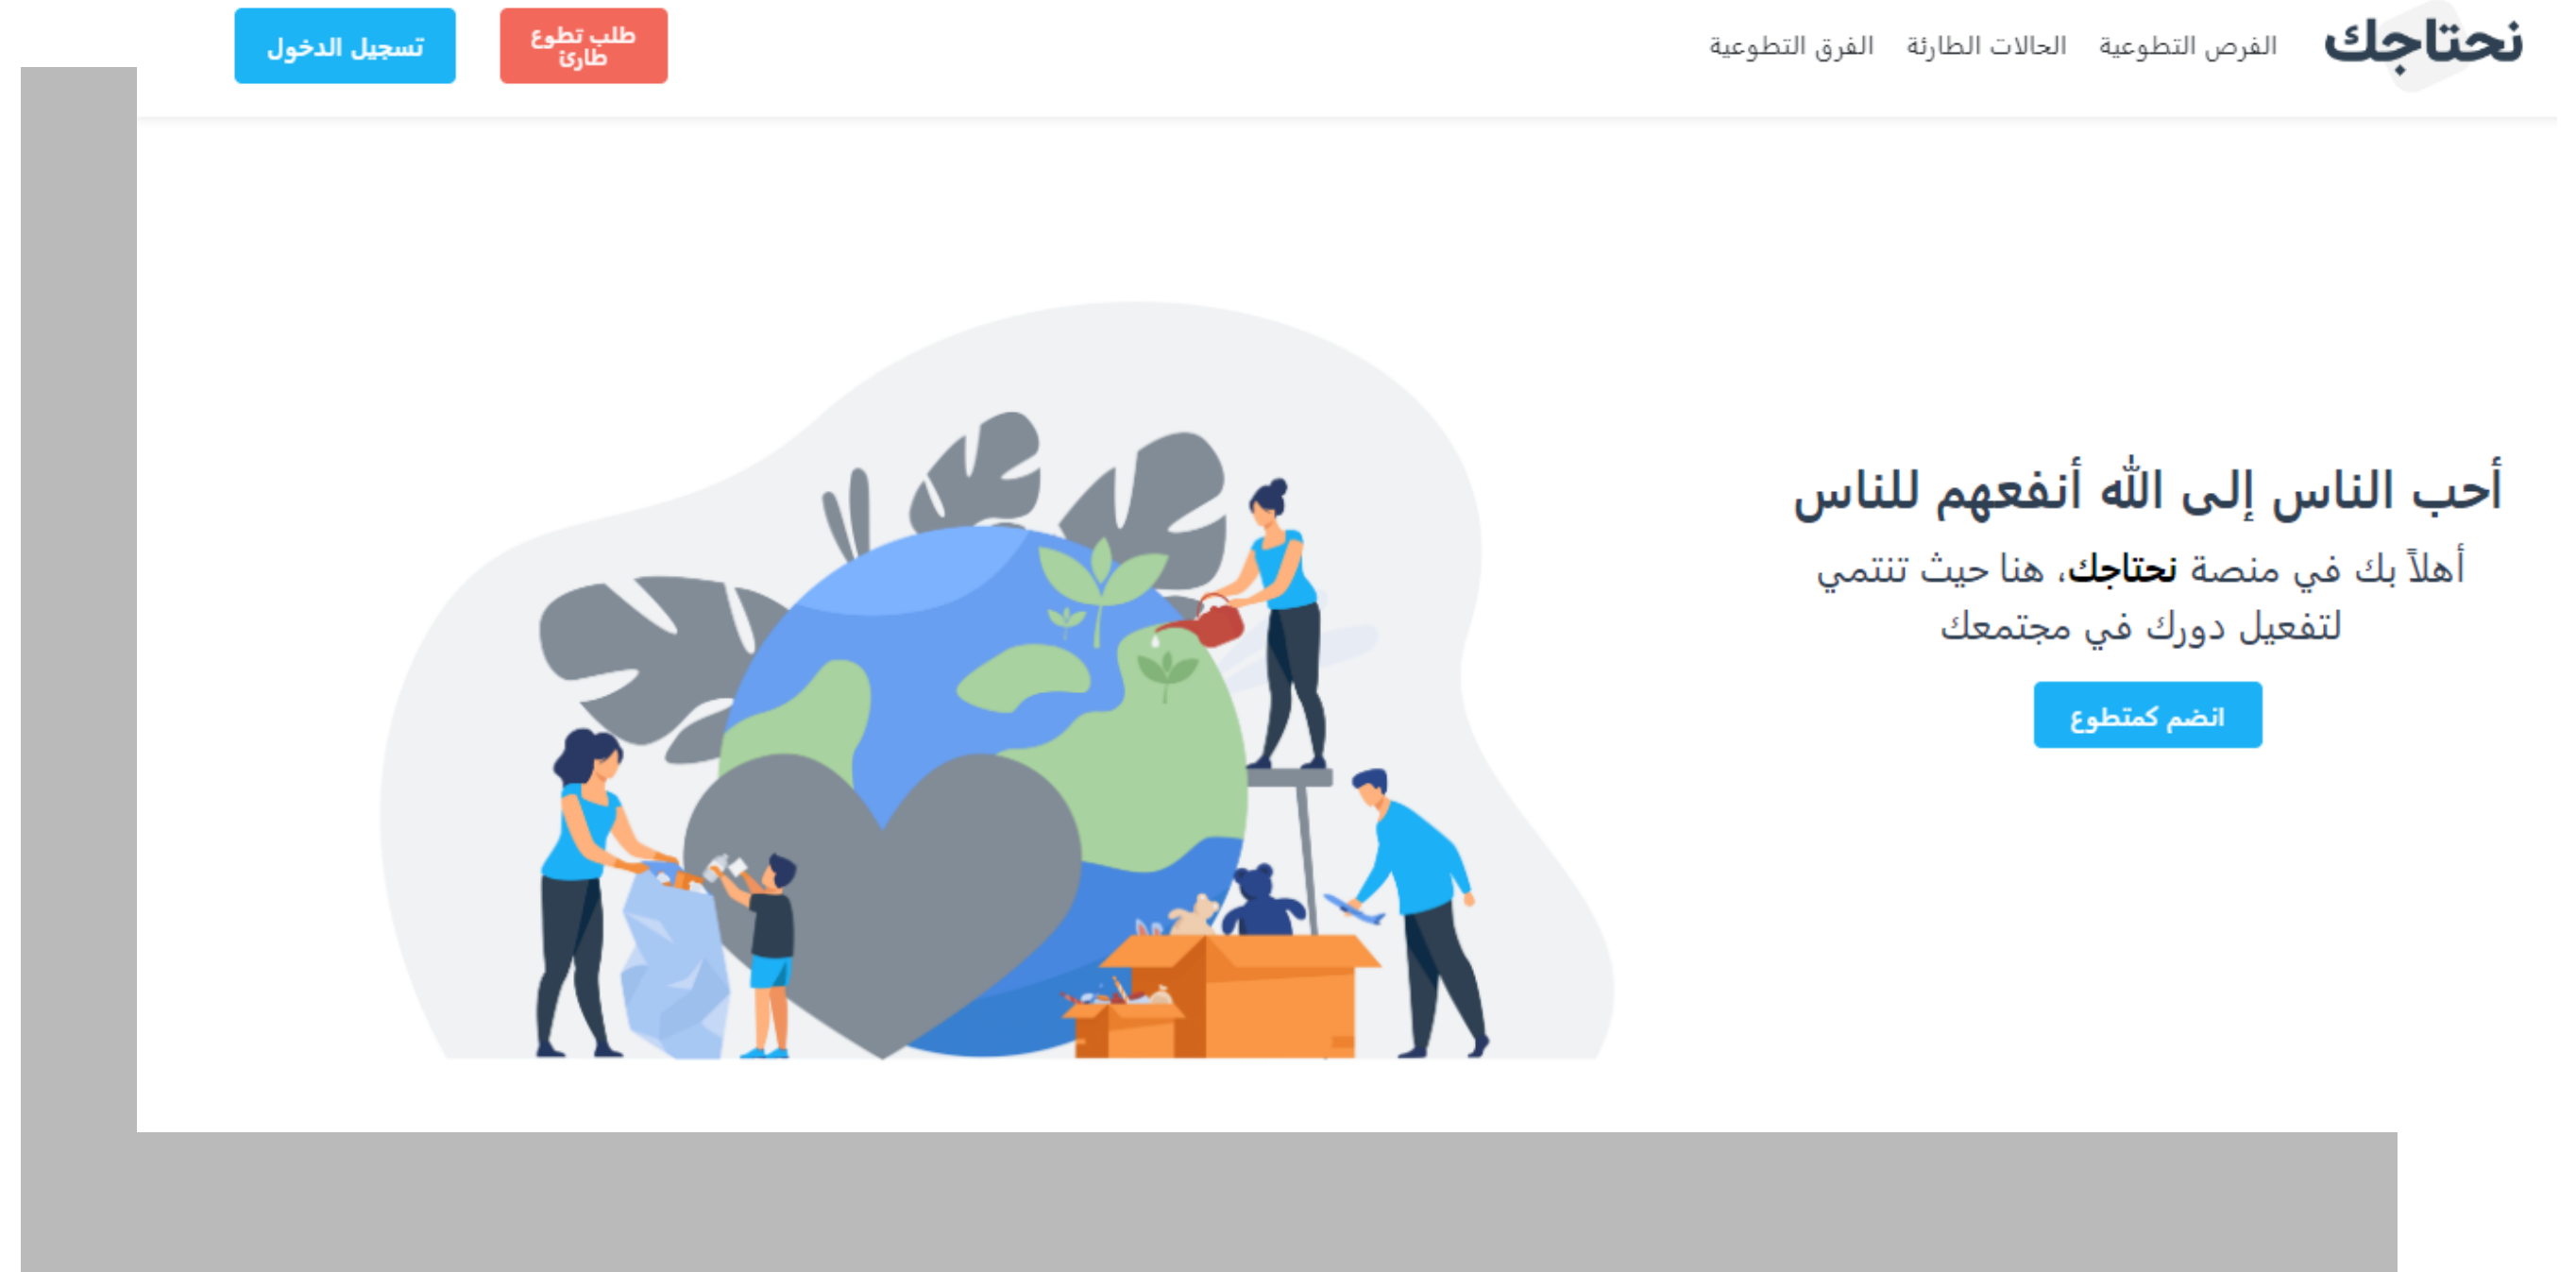 نحتاجك
الفرص التطوعية
الحالات الطارئة
الفرق التطوعية
طلب تطوع
طارئ
تسجيل الدخول
أحب الناس إلى الله أنفعهم للناس
أهلاً بك في منصة نحتاجك، هنا حيث تنتمي
لتفعيل دورك في مجتمعك
انضم كمتطوع